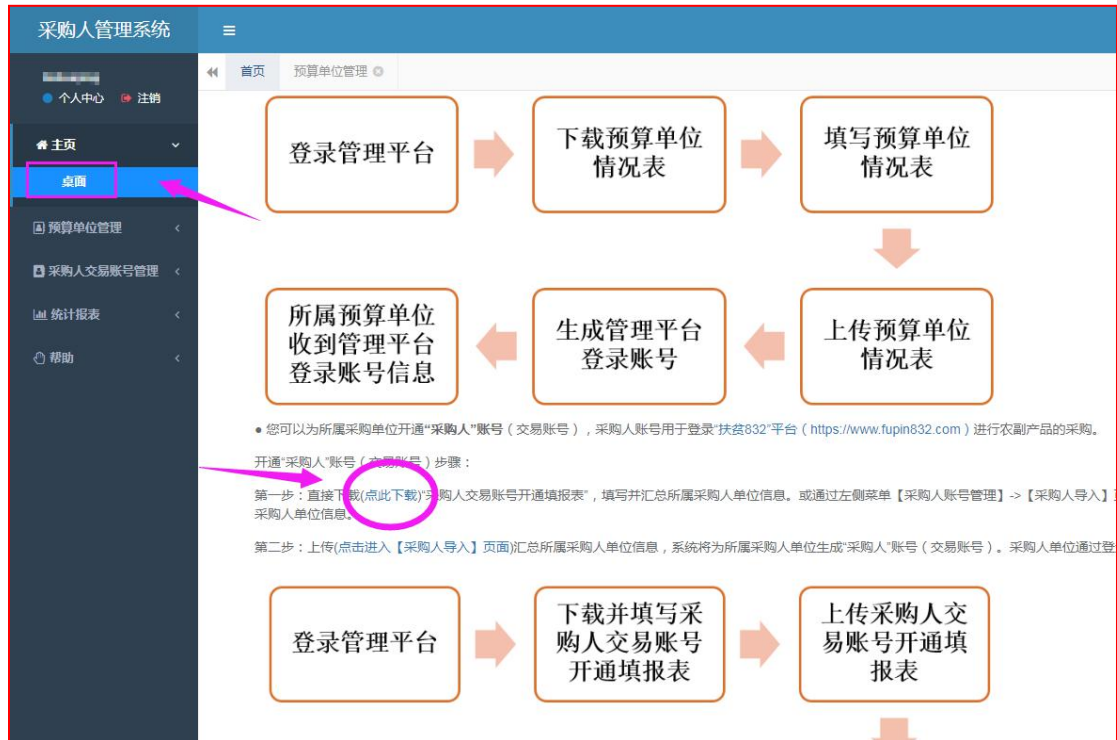 采购人管理系统
个人中心 注销
主页
桌面
预算单位管理
采购人交易账号管理
统计报表
帮助
首页 预算单位管理
登录管理平台
下载预算单位
情况表
填写预算单位
情况表
所属预算单位
收到管理平台
登录账号信息
生成管理平台
登录账号
上传预算单位
情况表
● 您可以为所属采购单位开通“采购人”账号（交易账号），采购人账号用于登录“扶贫832”平台（https://www.fupin832.com）进行农副产品的采购。
开通“采购人”账号（交易账号）步骤：
第一步：直接下载(点此下载)“采购人交易账号开通填报表”，填写并汇总所属采购人单位信息。或通过左侧菜单【采购人账号管理】->【采购人导入】
采购人单位信息。
第二步：上传(点击进入【采购人导入】页面)汇总所属采购人单位信息，系统将为所属采购人单位生成“采购人”账号（交易账号）。采购人单位通过登
登录管理平台
下载并填写采
购人交易账号
开通填报表
上传采购人交
易账号开通填
报表